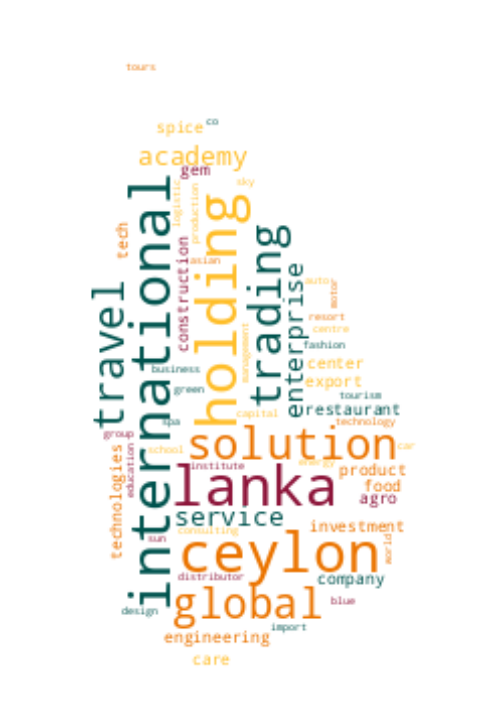 tours
co
spice
academy
gem
sky
logistic
production
international
holding
tech
trading
construction
asian
enterprise
travel
auto
motor
resort
centre
management
fashion
business
center
export
green
tourism
restaurant
capital
spa
technology
group
education
solution
school
car
technologies
institute
energy
product
lanka
food
agro
service
investment
consulting
sun
world
ceylon
distributor
company
global
blue
design
import
engineering
care